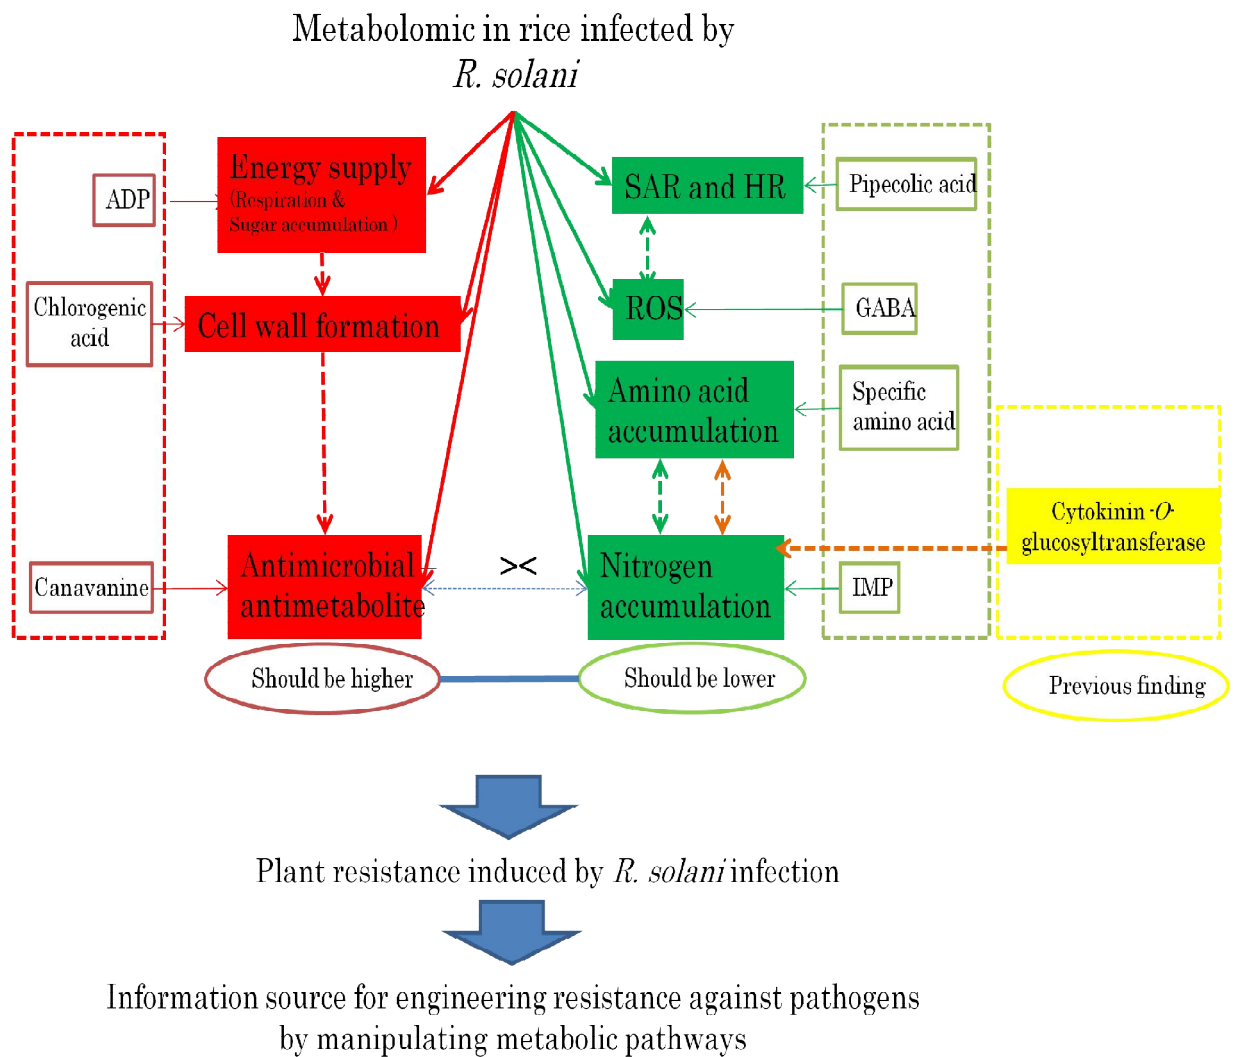 Metabolomic in rice infected by
R. solani
Energy supply
(Respiration &
Sugar accumulation )
ADP
SAR and HR
Pipecolic acid
Chlorogenic
acid
Cell wall formation
ROS
GABA
Amino acid
accumulation
Specific
amino acid
Cytokinin -O-
glucosyltransferase
Canavanine
Antimicrobial
antimetabolite
><
Nitrogen
accumulation
IMP
Should be higher
Should be lower
Previous finding
Plant resistance induced by R. solani infection
Information source for engineering resistance against pathogens
by manipulating metabolic pathways